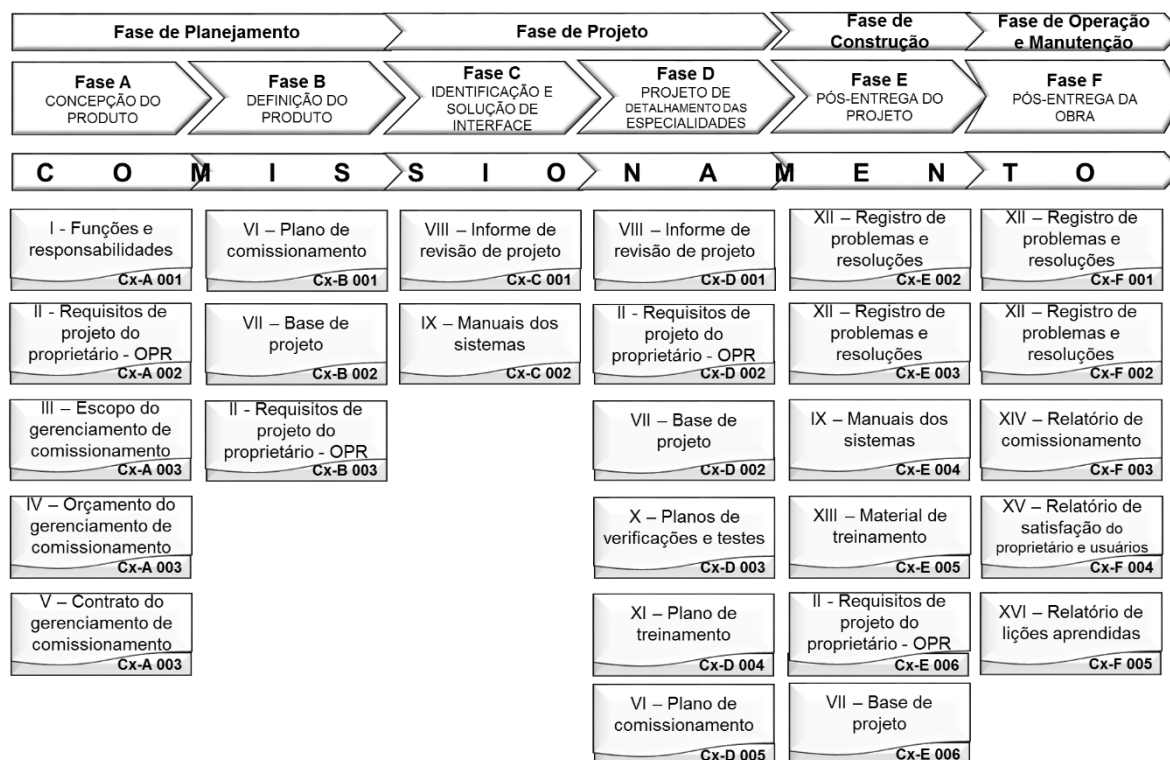 Fase de Planejamento
Fase de Projeto
Fase de
Construção
Fase de Operação
e Manutenção
Fase A
CONCEPÇÃO DO
PRODUTO
Fase B
DEFINIÇÃO DO
PRODUTO
Fase C
IDENTIFICAÇÃO E
SOLUÇÃO DE
INTERFACE
Fase D
PROJETO DE
DETALHAMENTO DAS
ESPECIALIDADES
Fase E
PÓS-ENTREGA DO
PROJETO
Fase F
PÓS-ENTREGA DA
OBRA
C O M I S S I O N A M E N T O
I - Funções e
responsabilidades
Cx-A 001
II - Requisitos de
projeto do
proprietário - OPR
Cx-A 002
III – Escopo do
gerenciamento de
comissionamento
Cx-A 003
IV – Orçamento do
gerenciamento de
comissionamento
Cx-A 003
V – Contrato do
gerenciamento de
comissionamento
Cx-A 003
VI – Plano de
comissionamento
Cx-B 001
VII – Base de
projeto
Cx-B 002
II - Requisitos de
projeto do
proprietário - OPR
Cx-B 003
VIII – Informe de
revisão de projeto
Cx-C 001
IX – Manuais dos
sistemas
Cx-C 002
VIII – Informe de
revisão de projeto
Cx-D 001
II - Requisitos de
projeto do
proprietário - OPR
Cx-D 002
VII – Base de
projeto
Cx-D 002
X – Planos de
verificações e testes
Cx-D 003
XI – Plano de
treinamento
Cx-D 004
VI – Plano de
comissionamento
Cx-D 005
XII – Registro de
problemas e
resoluções
Cx-E 002
XII – Registro de
problemas e
resoluções
Cx-E 003
IX – Manuais dos
sistemas
Cx-E 004
XIII – Material de
treinamento
Cx-E 005
II - Requisitos de
projeto do
proprietário - OPR
Cx-E 006
VII – Base de
projeto
Cx-E 006
XII – Registro de
problemas e
resoluções
Cx-F 001
XII – Registro de
problemas e
resoluções
Cx-F 002
XIV – Relatório de
comissionamento
Cx-F 003
XV – Relatório de
satisfação do
proprietário e usuários
Cx-F 004
XVI – Relatório de
lições aprendidas
Cx-F 005